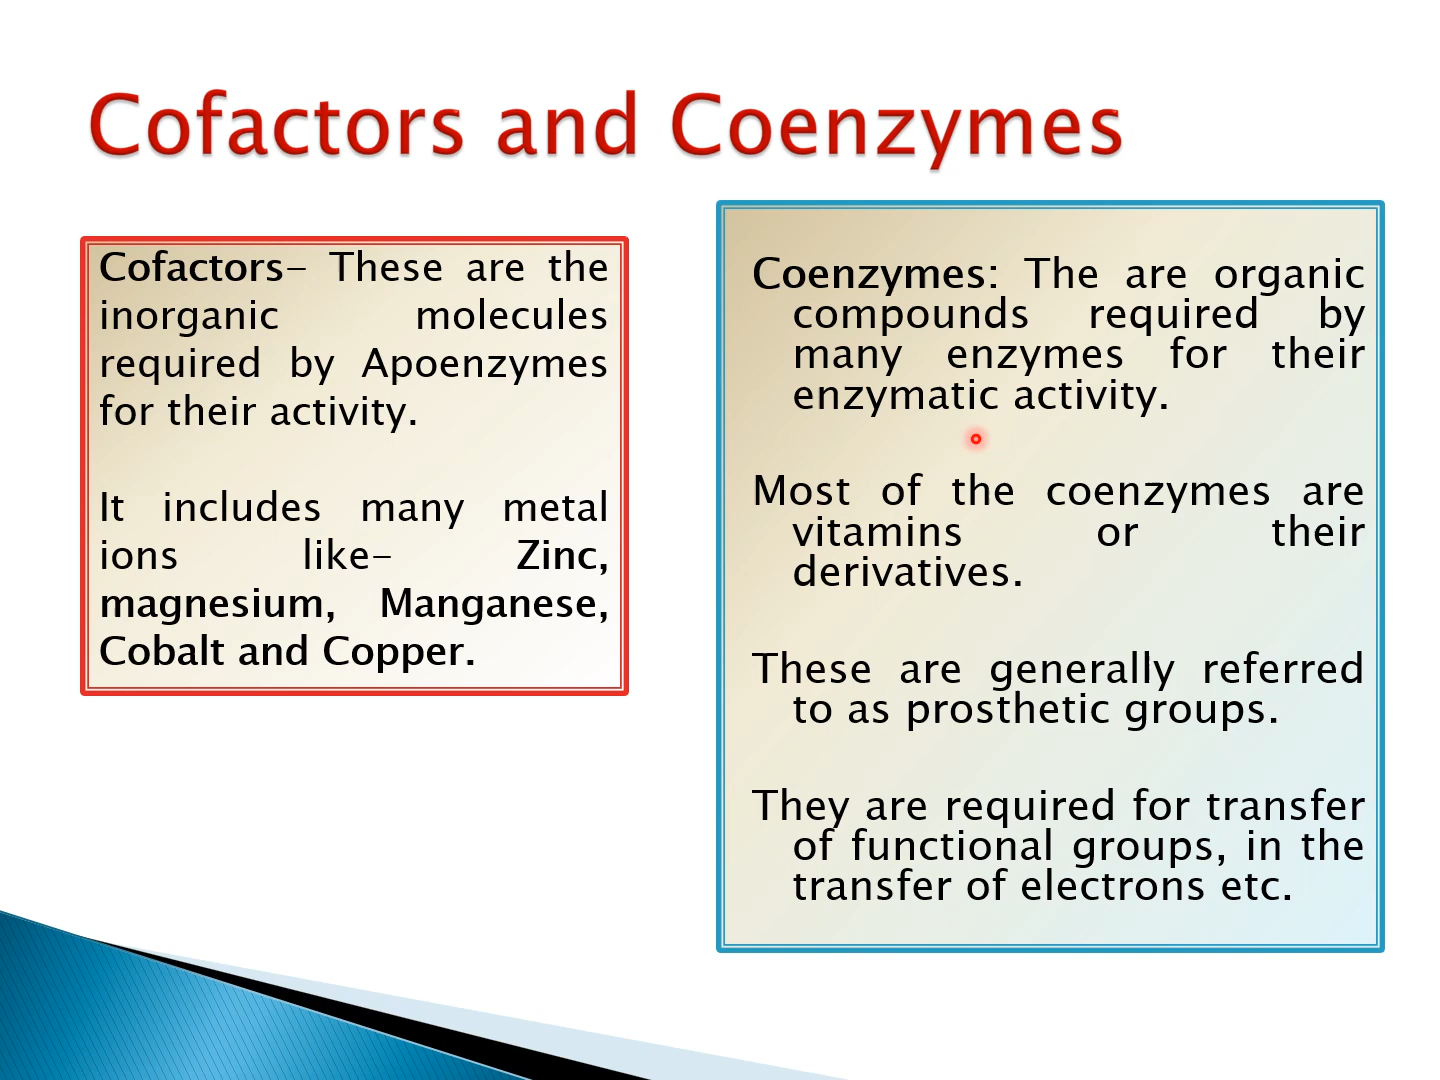 Cofactors and Coenzymes
Cofactors- These are the
inorganic molecules
required by Apoenzymes
for their activity.
It includes many metal
ions like- Zinc,
magnesium, Manganese,
Cobalt and Copper.
Coenzymes: The are organic
compounds required by
many enzymes for their
enzymatic activity.
Most of the coenzymes are
vitamins or their
derivatives.
These are generally referred
to as prosthetic groups.
They are required for transfer
of functional groups, in the
transfer of electrons etc.